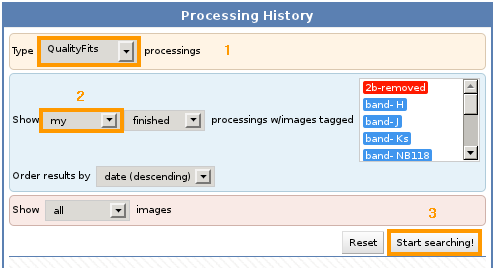 Processing History
Type QualityFits processings 1
2
2b-removed
band- H
Show my finished processings w/images tagged band- J
band- Ks
band- NB118
Order results by date (descending)
Show all images
3
Reset Start searching!